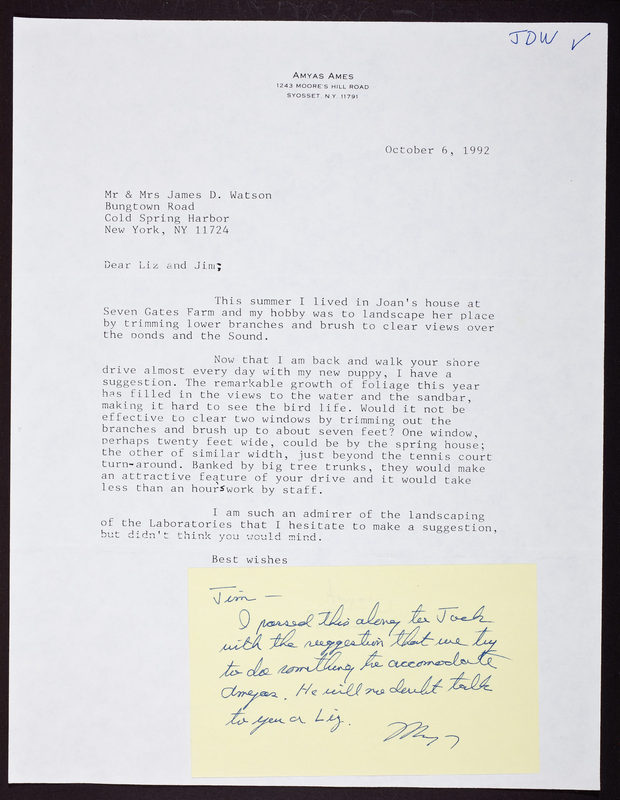 JDW ✓
AMYAS AMES
1243 MOORE'S HILL ROAD
SYOSSET, N.Y. 11791
October 6, 1992
Mr & Mrs James D. Watson
Bungtown Road
Cold Spring Harbor
New York, NY 11724
Dear Liz and Jim;
This summer I lived in Joan's house at
Seven Gates Farm and my hobby was to landscape her place
by trimming lower branches and brush to clear views over
the ponds and the Sound.
Now that I am back and walk your shore
drive almost every day with my new puppy, I have a
suggestion. The remarkable growth of foliage this year
has filled in the views to the water and the sandbar,
making it hard to see the bird life. Would it not be
effective to clear two windows by trimming out the
branches and brush up to about seven feet? One window,
perhaps twenty feet wide, could be by the spring house;
the other of similar width, just beyond the tennis court
turn-around. Banked by big tree trunks, they would make
an attractive feature of your drive and it would take
less than an hour's work by staff.
I am such an admirer of the landscaping
of the Laboratories that I hesitate to make a suggestion,
but didn't think you would mind.
Best wishes
Jim —
I passed this along to Jack
with the suggestion that we try
to do something to accomodate
Amyas. He will no doubt talk
to you or Liz.